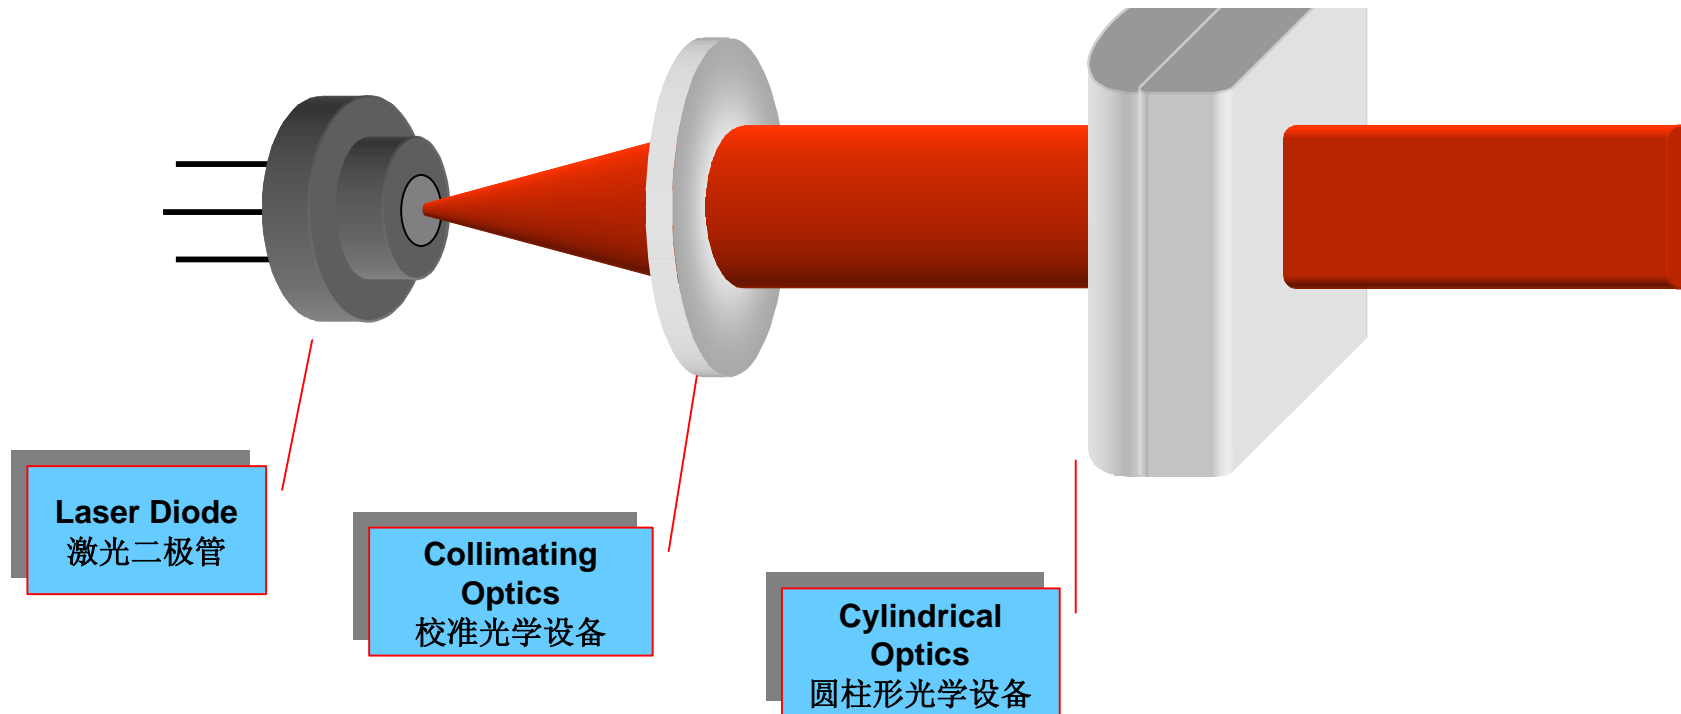 Laser Diode
激光二极管
Collimating
Optics
校准光学设备
Cylindrical
Optics
圆柱形光学设备